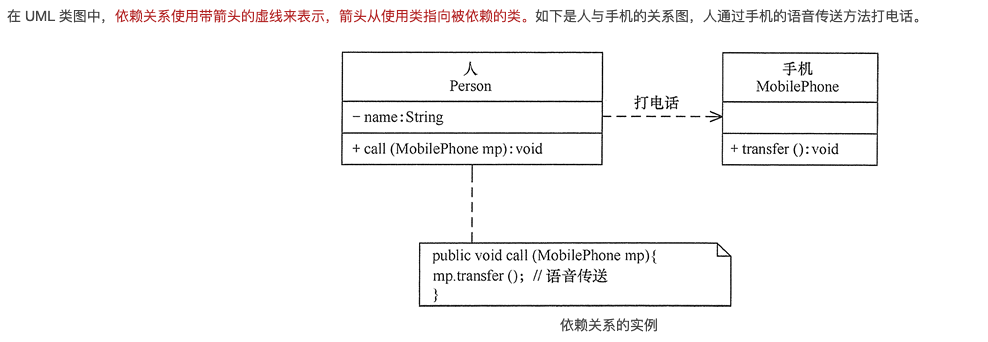 在 UML 类图中，依赖关系使用带箭头的虚线来表示，箭头从使用类指向被依赖的类。如下是人与手机的关系图，人通过手机的语音传送方法打电话。
人
Person
- name:String
+ call (MobilePhone mp):void
打电话
手机
MobilePhone
+ transfer ():void
public void call (MobilePhone mp){
mp.transfer ();  // 语音传送
}
依赖关系的实例